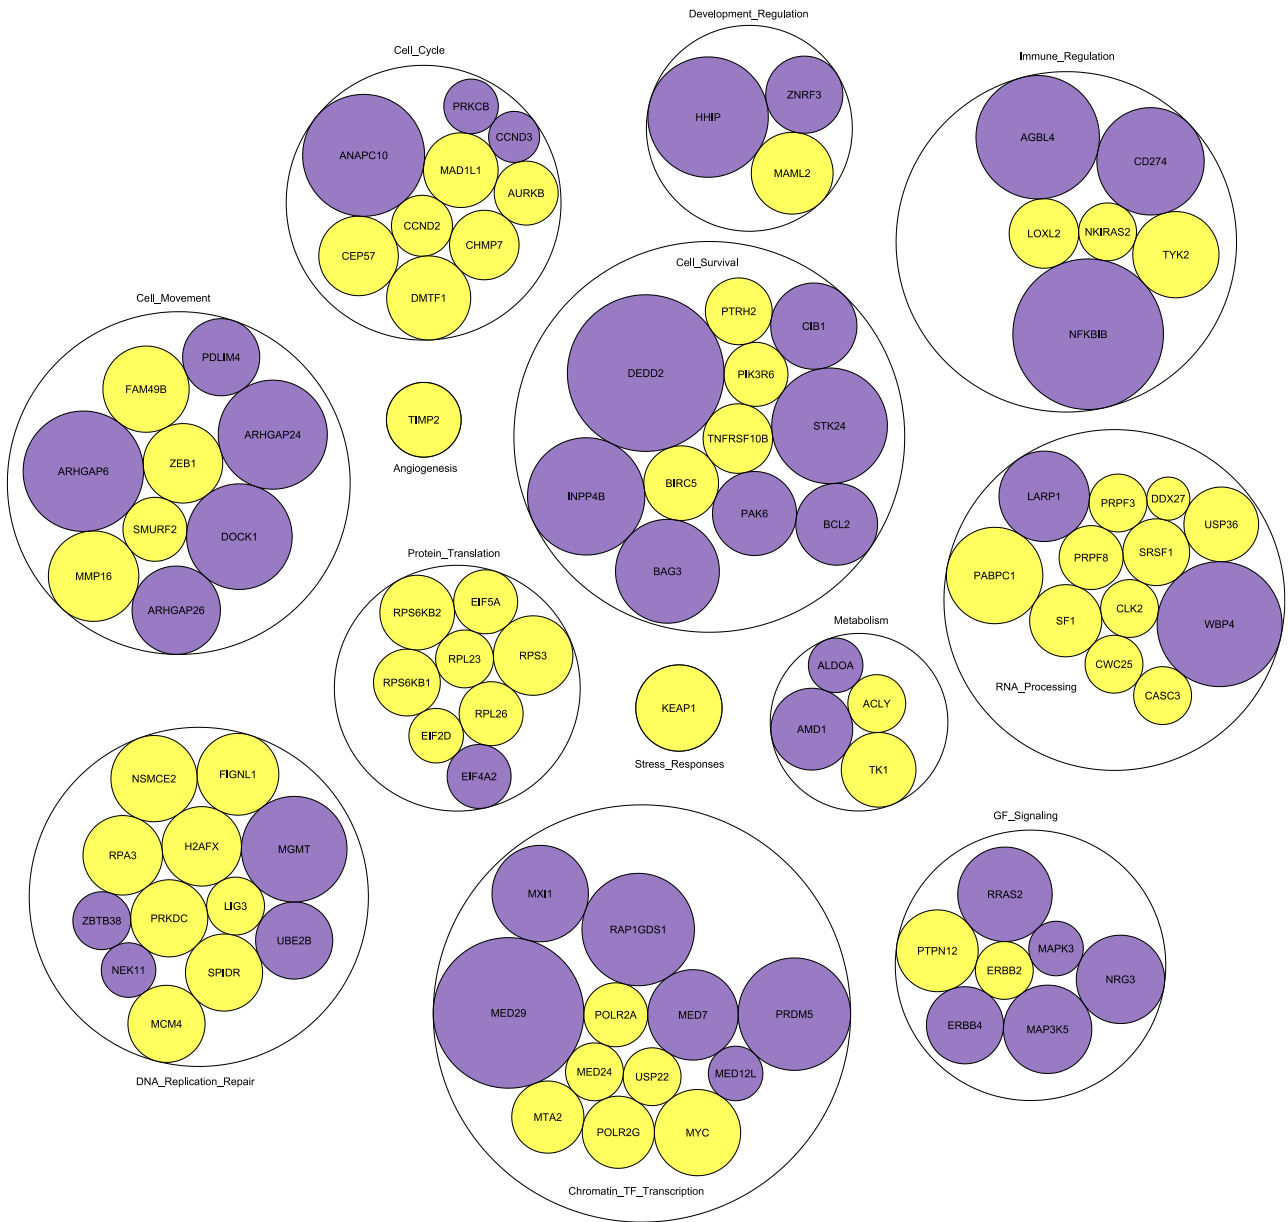 Development_Regulation
HHIP
ZNRF3
MAML2
Cell_Cycle
PRKCB
CCND3
ANAPC10
MAD1L1
AURKB
CCND2
CHMP7
CEP57
DMTF1
Immune_Regulation
AGBL4
CD274
LOXL2
NKIRAS2
TYK2
NFKBIB
Cell_Movement
PDLIM4
FAM49B
ARHGAP24
ARHGAP6
ZEB1
SMURF2
DOCK1
MMP16
ARHGAP26
TIMP2
Angiogenesis
Cell_Survival
PTRH2
CIB1
DEDD2
PIK3R6
STK24
TNFRSF10B
BIRC5
INPP4B
PAK6
BCL2
BAG3
LARP1
PRPF3
DDX27
USP36
PRPF8
SRSF1
PABPC1
CLK2
SF1
WBP4
CWC25
CASC3
RNA_Processing
Protein_Translation
RPS6KB2
EIF5A
RPL23
RPS3
RPS6KB1
RPL26
EIF2D
EIF4A2
KEAP1
Stress_Responses
Metabolism
ALDOA
ACLY
AMD1
TK1
NSMCE2
FIGNL1
RPA3
H2AFX
MGMT
ZBTB38
PRKDC
LIG3
UBE2B
NEK11
SPIDR
MCM4
DNA_Replication_Repair
MXI1
RAP1GDS1
MED29
POLR2A
MED7
PRDM5
MED24
USP22
MED12L
MTA2
POLR2G
MYC
Chromatin_TF_Transcription
GF_Signaling
RRAS2
PTPN12
MAPK3
ERBB2
NRG3
ERBB4
MAP3K5